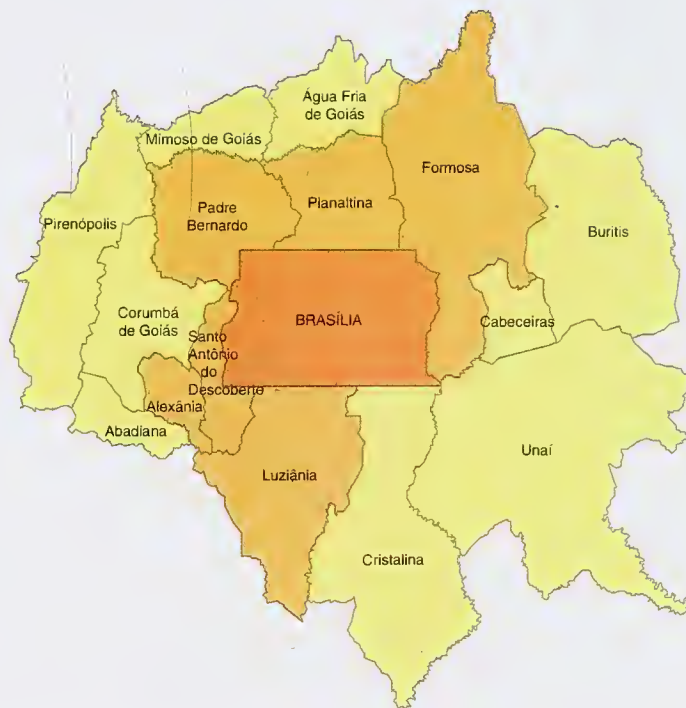 Água Fria
de Goiás
Mimoso de Goiás
Formosa
Padre
Bernardo
Planaltina
Pirenópolis
Buritis
Corumbá
de Goiás
BRASÍLIA
Cabeceiras
Santo
Antônio
do
Descoberto
Alexânia
Abadiana
Unaí
Luziânia
Cristalina